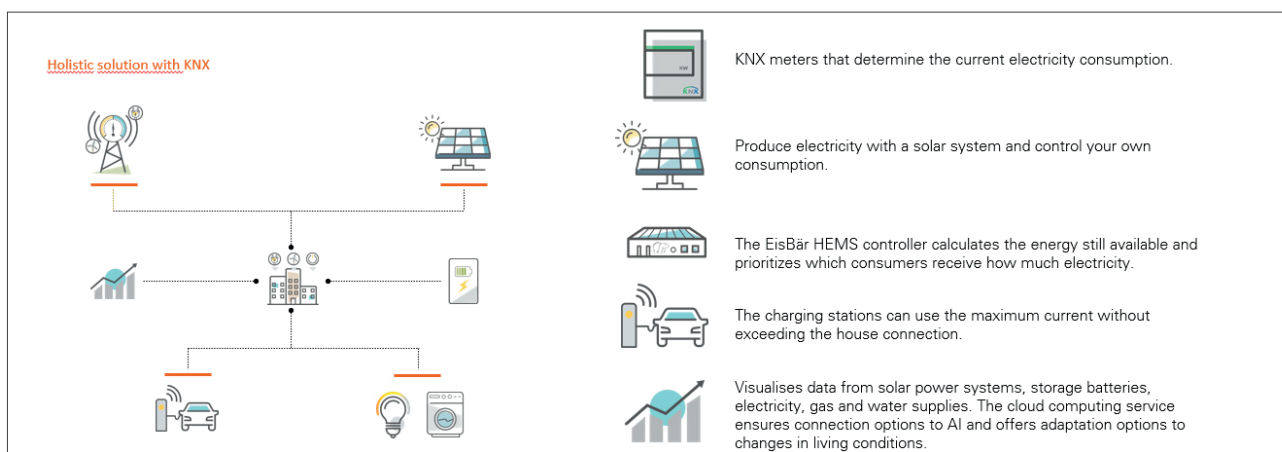 Holistic solution with KNX
KW
KNX
KNX meters that determine the current electricity consumption.
Produce electricity with a solar system and control your own
consumption.
The EisBär HEMS controller calculates the energy still available and
prioritizes which consumers receive how much electricity.
The charging stations can use the maximum current without
exceeding the house connection.
Visualises data from solar power systems, storage batteries,
electricity, gas and water supplies. The cloud computing service
ensures connection options to AI and offers adaptation options to
changes in living conditions.